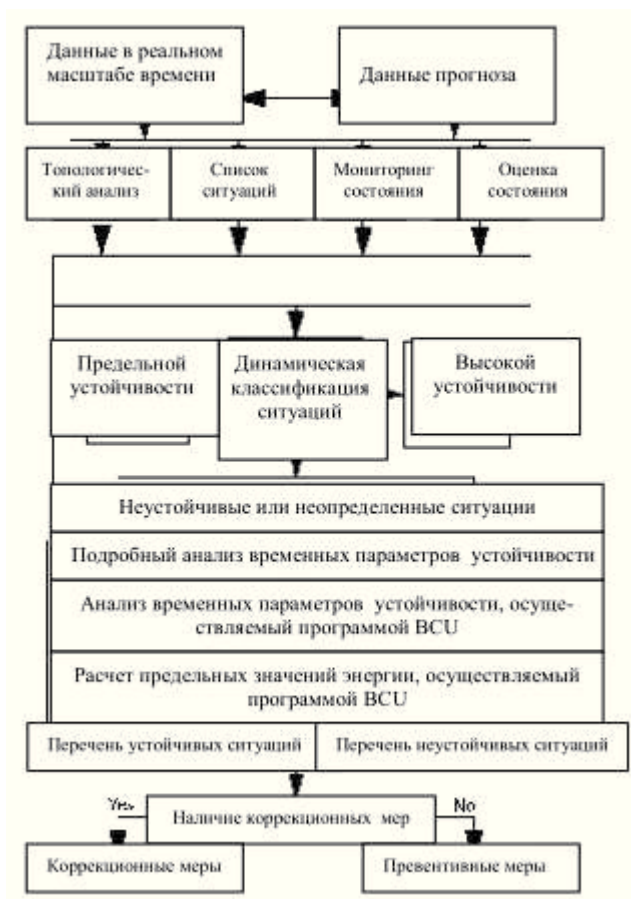 Данные в реальном
масштабе времени
Данные прогноза
Топологичес-
кий анализ
Список
ситуаций
Мониторинг
состояния
Оценка
состояния
Предельной
устойчивости
Динамическая
классификация
ситуаций
Высокой
устойчивости
Неустойчивые или неопределенные ситуации
Подробный анализ временных параметров устойчивости
Анализ временных параметров устойчивости, осуще-
ствляемый программой BCU
Расчет предельных значений энергии, осуществляемый
программой BCU
Перечень устойчивых ситуаций
Перечень неустойчивых ситуаций
Yes
Наличие коррекционных мер
No
Коррекционные меры
Превентивные меры